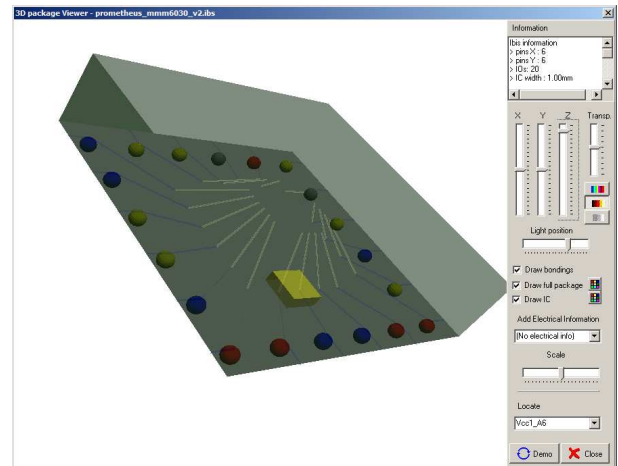 3D package Viewer - prometheus_mmm6030_v2.ibs
Information
Ibis information
> pins X : 6
> pins Y : 6
> IOs: 20
> IC width : 1.00mm
X Y Z Transp.
Light position
Draw bondings
Draw full package
Draw IC
Add Electrical Information
(No electrical info)
Scale
Locate
Vcc1_A6
Demo Close